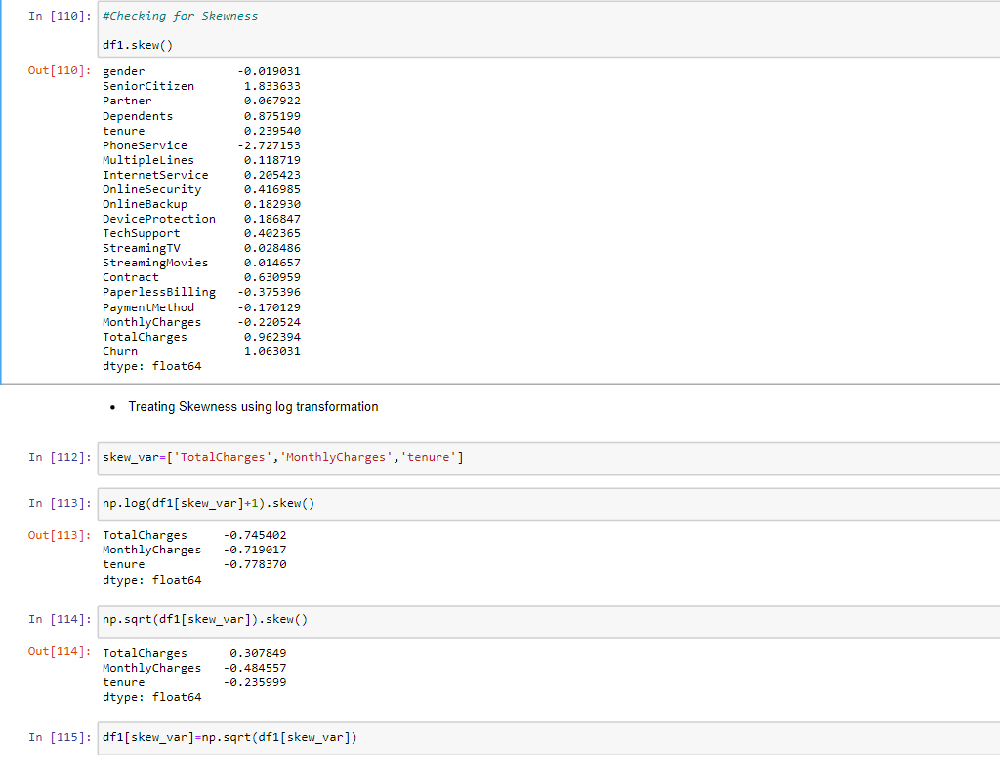 In [110]: #Checking for Skewness
df1.skew()
Out[110]: gender -0.019031
SeniorCitizen 1.833633
Partner 0.067922
Dependents 0.875199
tenure 0.239540
PhoneService -2.727153
MultipleLines 0.118719
InternetService 0.205423
OnlineSecurity 0.416985
OnlineBackup 0.182930
DeviceProtection 0.186847
TechSupport 0.402365
StreamingTV 0.028486
StreamingMovies 0.014657
Contract 0.630959
PaperlessBilling -0.375396
PaymentMethod -0.170129
MonthlyCharges -0.220524
TotalCharges 0.962394
Churn 1.063031
dtype: float64
• Treating Skewness using log transformation
In [112]: skew_var=['TotalCharges','MonthlyCharges','tenure']
In [113]: np.log(df1[skew_var]+1).skew()
Out[113]: TotalCharges -0.745402
MonthlyCharges -0.719017
tenure -0.778370
dtype: float64
In [114]: np.sqrt(df1[skew_var]).skew()
Out[114]: TotalCharges 0.307849
MonthlyCharges -0.484557
tenure -0.235999
dtype: float64
In [115]: df1[skew_var]=np.sqrt(df1[skew_var])